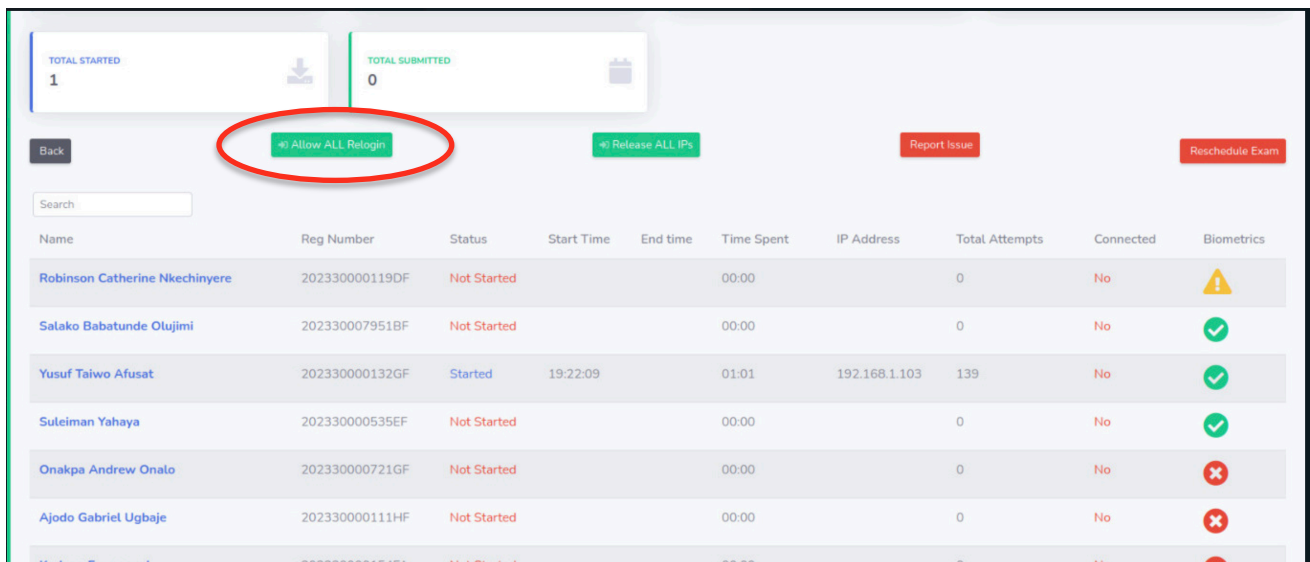 TOTAL STARTED
1
TOTAL SUBMITTED
0
Back
Allow ALL Relogin
Release ALL IPs
Report Issue
Reschedule Exam
Search
Name Reg Number Status Start Time End time Time Spent IP Address Total Attempts Connected Biometrics
Robinson Catherine Nkechinyere 202330000119DF Not Started 00:00 0 No
Salako Babatunde Olujimi 202330007951BF Not Started 00:00 0 No
Yusuf Taiwo Afusat 202330000132GF Started 19:22:09 01:01 192.168.1.103 139 No
Suleiman Yahaya 202330000535EF Not Started 00:00 0 No
Onakpa Andrew Onalo 202330000721GF Not Started 00:00 0 No
Ajodo Gabriel Ugbaje 202330000111HF Not Started 00:00 0 No